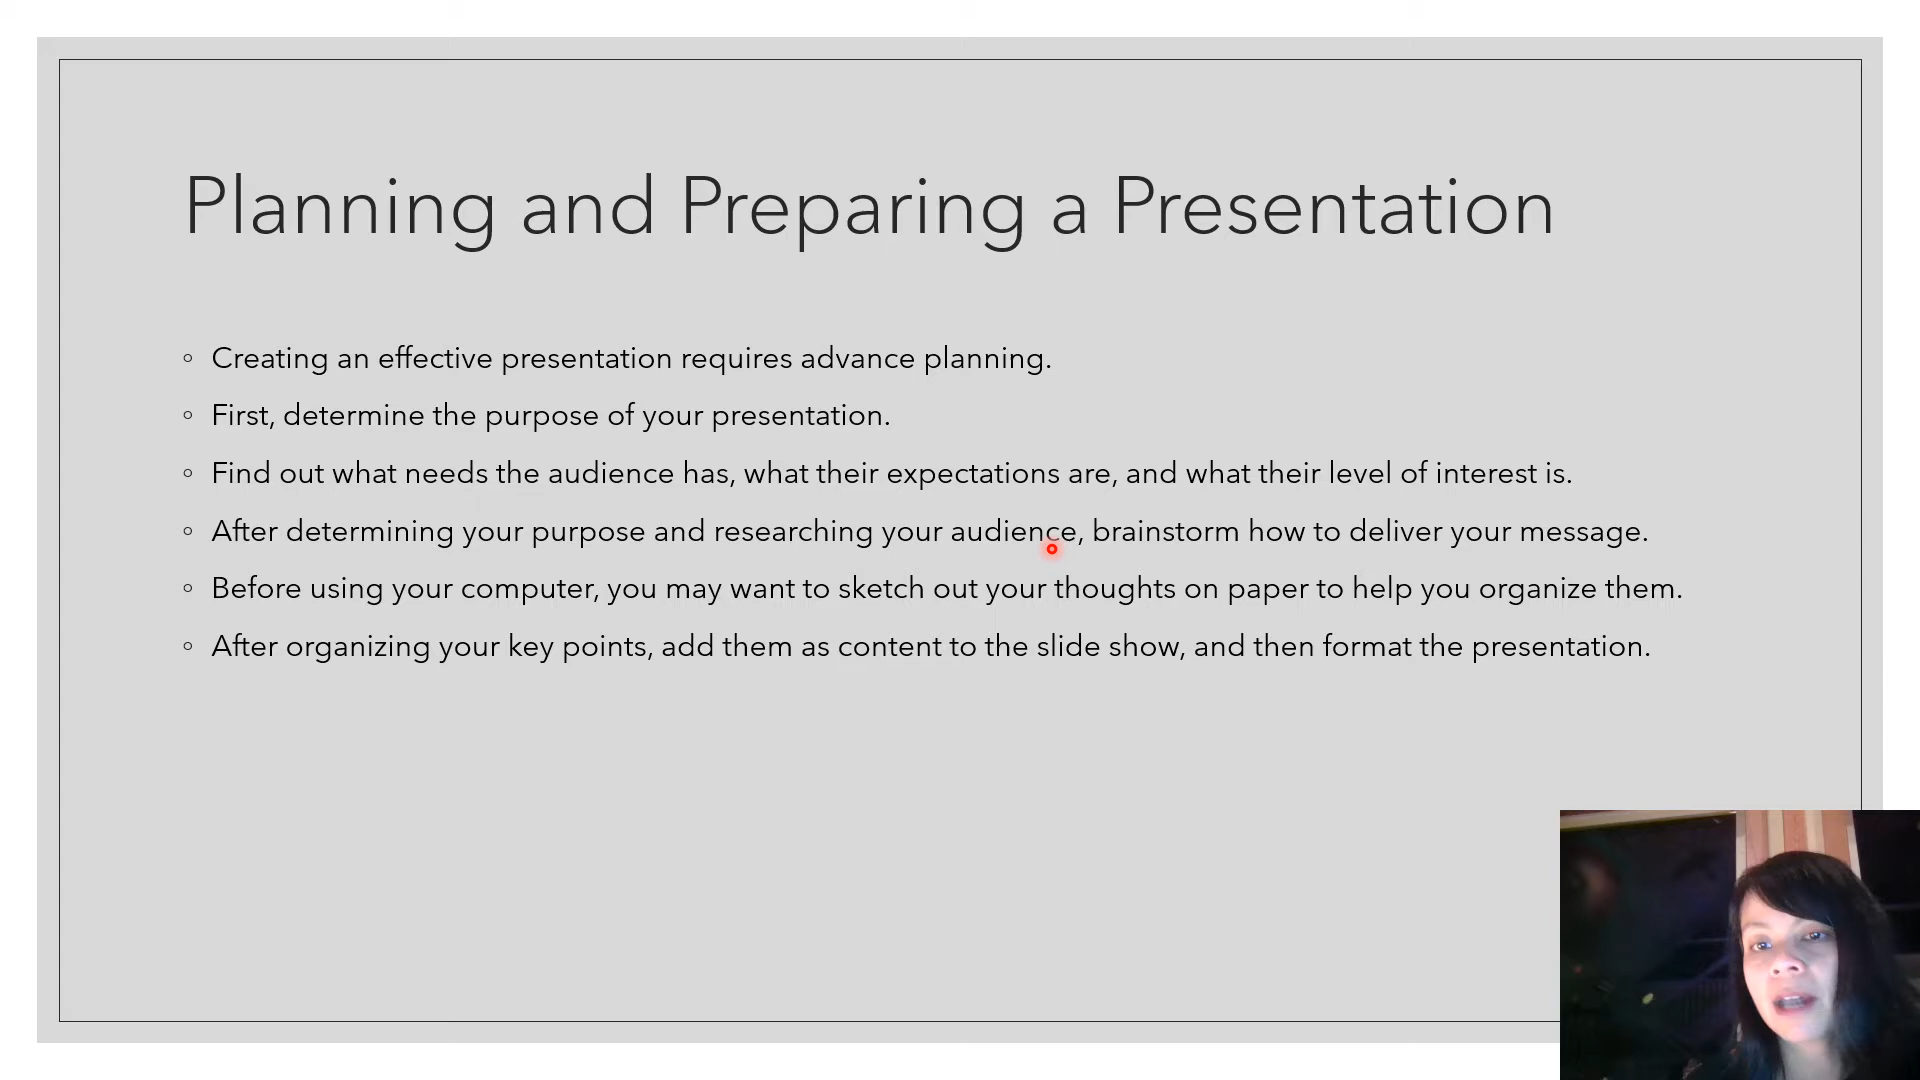 Planning and Preparing a Presentation
◦ Creating an effective presentation requires advance planning.
◦ First, determine the purpose of your presentation.
◦ Find out what needs the audience has, what their expectations are, and what their level of interest is.
◦ After determining your purpose and researching your audience, brainstorm how to deliver your message.
◦ Before using your computer, you may want to sketch out your thoughts on paper to help you organize them.
◦ After organizing your key points, add them as content to the slide show, and then format the presentation.